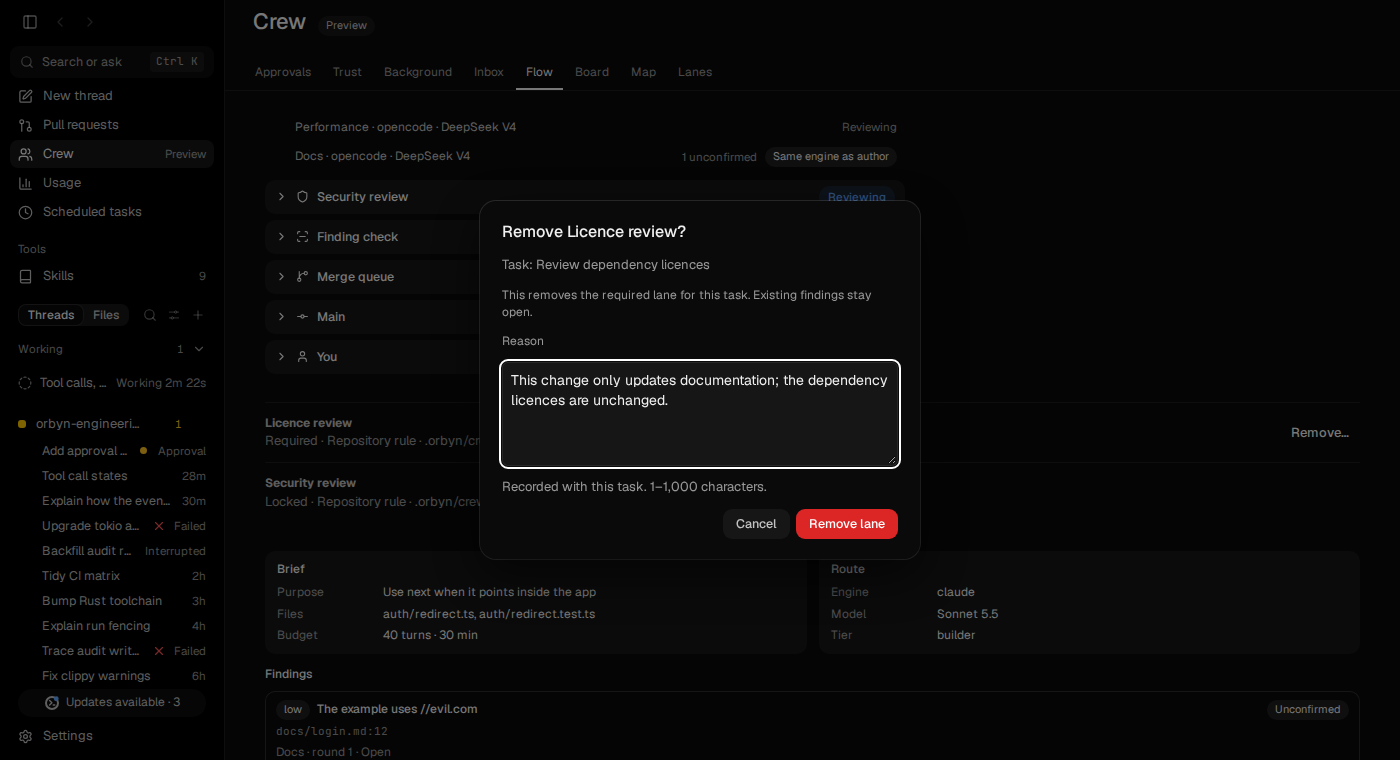 Crew
Preview
Search or ask
Ctrl K
Approvals
Trust
Background
Inbox
Flow
Board
Map
Lanes
New thread
Pull requests
Crew
Preview
Usage
Scheduled tasks
Tools
Skills
9
Threads
Files
Working
1
Tool calls, ...
Working 2m 22s
orbyn-engineeri...
1
Add approval ...
Approval
Tool call states
28m
Explain how the even...
30m
Upgrade tokio a...
Failed
Backfill audit r...
Interrupted
Tidy CI matrix
2h
Bump Rust toolchain
3h
Explain run fencing
4h
Trace audit writ...
Failed
Fix clippy warnings
6h
Updates available · 3
Settings
Performance · opencode · DeepSeek V4
Reviewing
Docs · opencode · DeepSeek V4
1 unconfirmed
Same engine as author
Security review
Reviewing
Finding check
Merge queue
Main
You
Remove Licence review?
Task: Review dependency licences
This removes the required lane for this task. Existing findings stay
open.
Reason
This change only updates documentation; the dependency
licences are unchanged.
Recorded with this task. 1–1,000 characters.
Cancel
Remove lane
Licence review
Required · Repository rule · .orbyn/cr
Remove...
Security review
Locked · Repository rule · .orbyn/crew
Brief
Purpose
Use next when it points inside the app
Files
auth/redirect.ts, auth/redirect.test.ts
Budget
40 turns · 30 min
Route
Engine
claude
Model
Sonnet 5.5
Tier
builder
Findings
low
The example uses //evil.com
Unconfirmed
docs/login.md:12
Docs · round 1 · Open